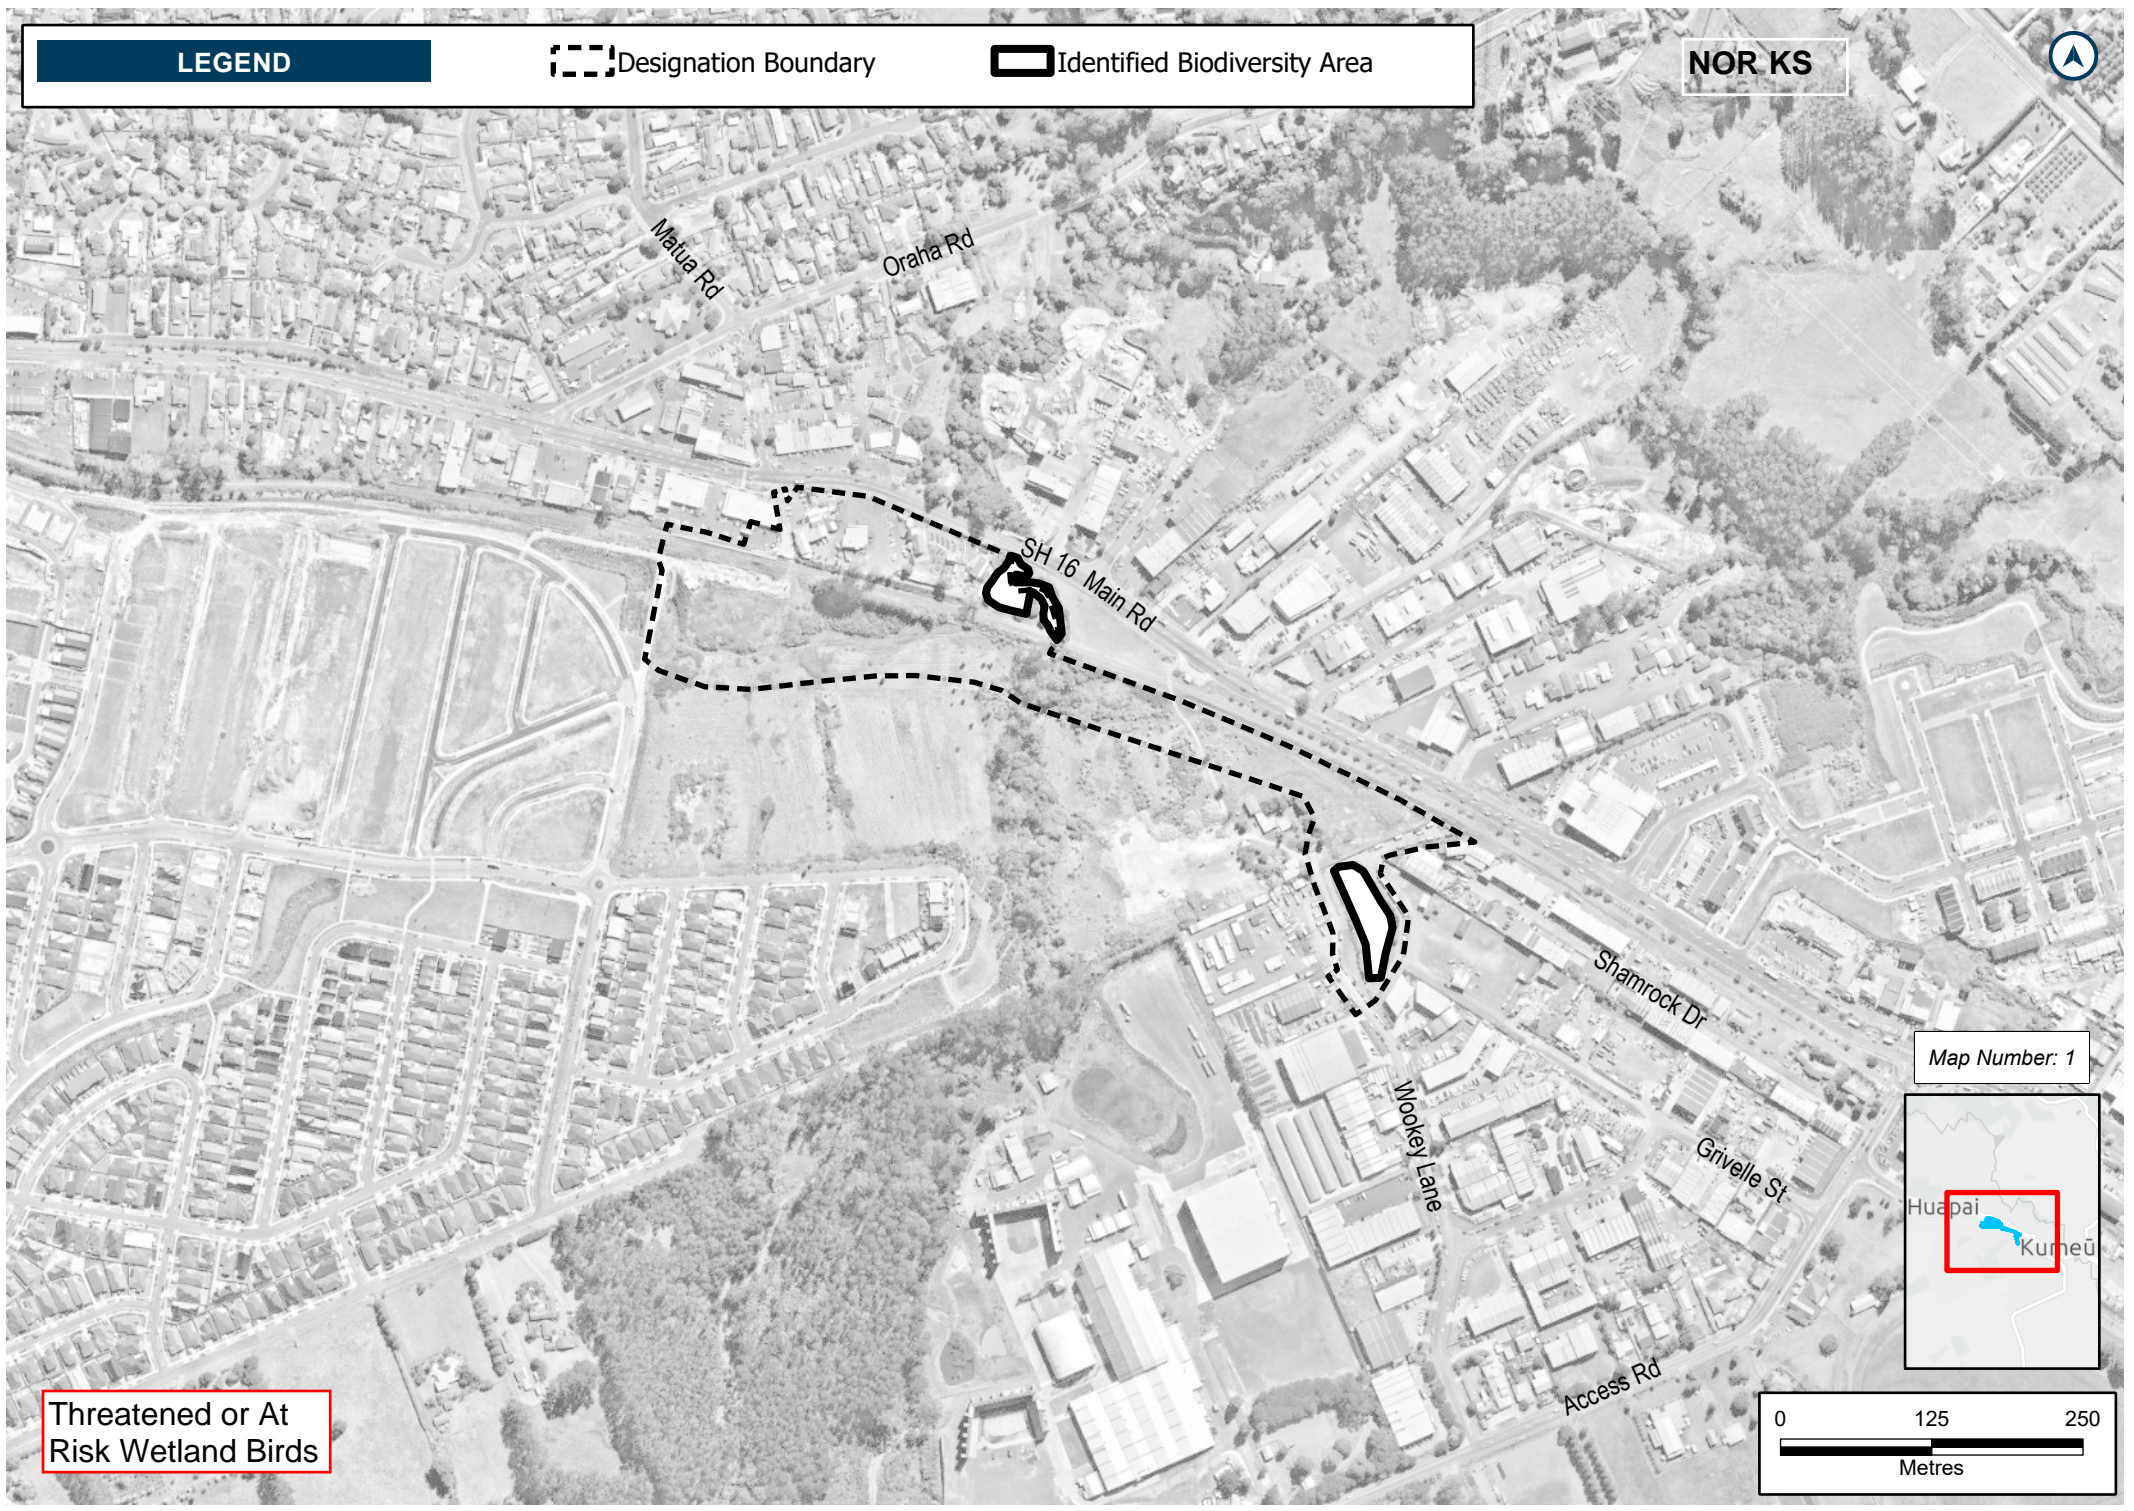 LEGEND
Designation Boundary
Identified Biodiversity Area
NOR KS
Matua Rd
Oraha Rd
SH 16 Main Rd
Shamrock Dr
Wookey Lane
Grivelle St
Access Rd
Map Number: 1
Huapai
Kumeū
Threatened or At
Risk Wetland Birds
0 125 250
Metres